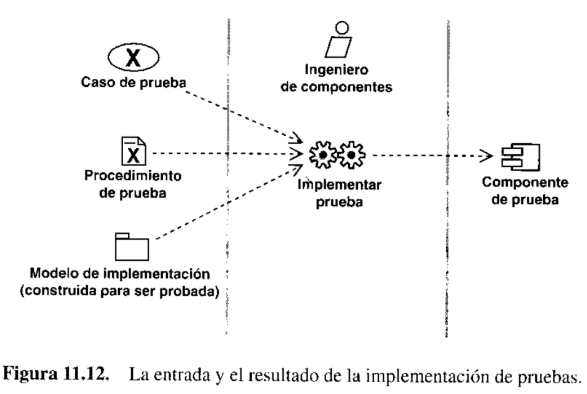 X
Caso de prueba
Ingeniero
de componentes
X
Procedimiento
de prueba
Implementar
prueba
Componente
de prueba
Modelo de implementación
(construida para ser probada)
Figura 11.12. La entrada y el resultado de la implementación de pruebas.